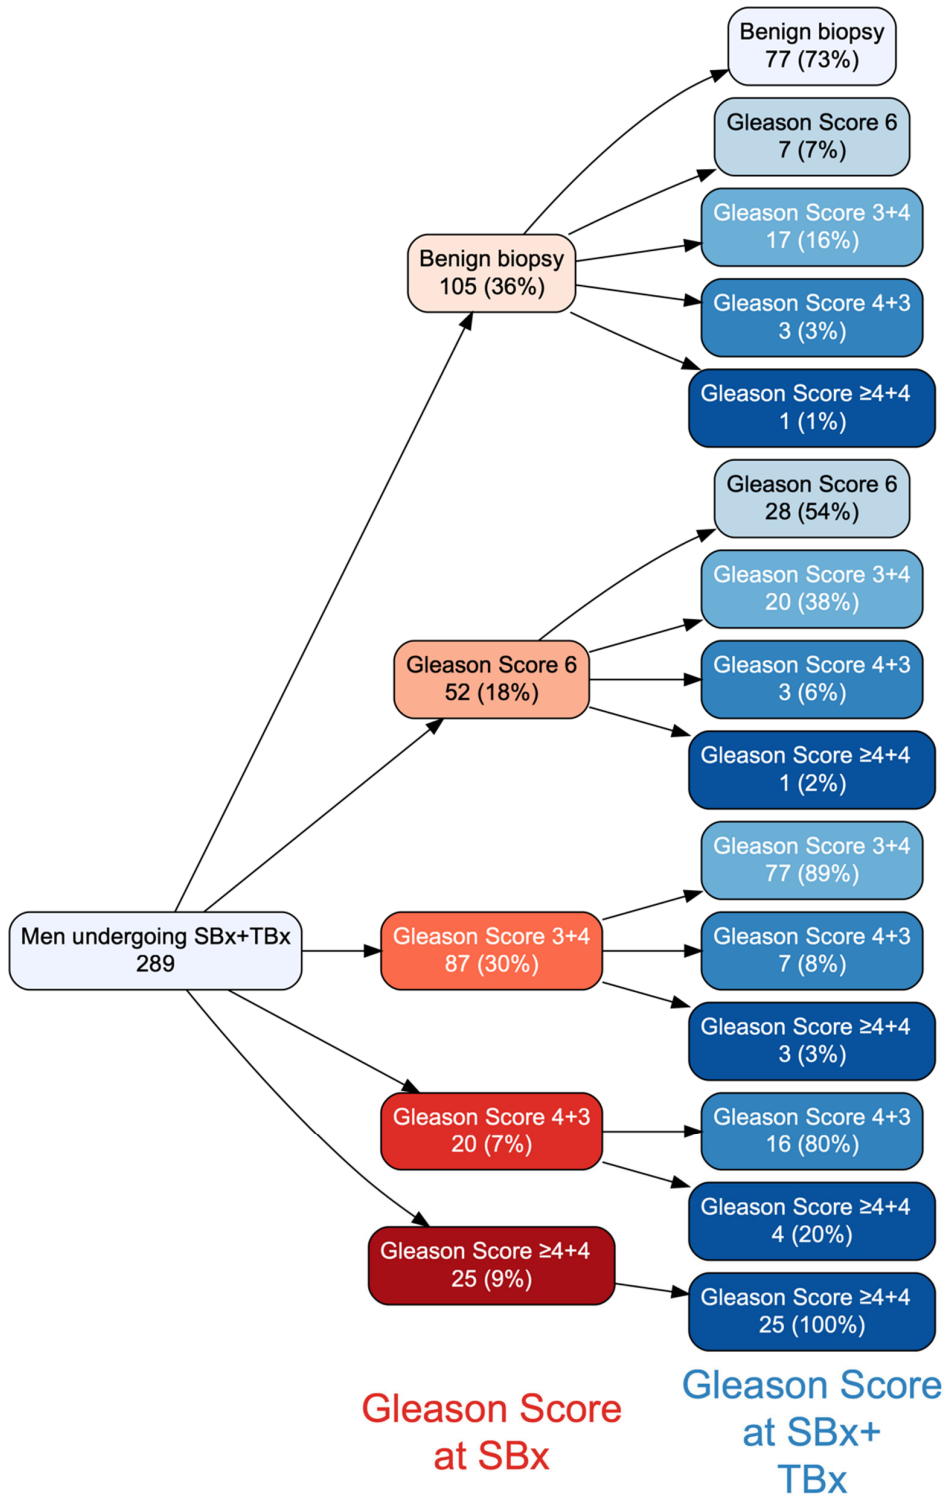 Benign biopsy
77 (73%)
Gleason Score 6
7 (7%)
Gleason Score 3+4
17 (16%)
Benign biopsy
105 (36%)
Gleason Score 4+3
3 (3%)
Gleason Score ≥4+4
1 (1%)
Gleason Score 6
28 (54%)
Gleason Score 3+4
20 (38%)
Gleason Score 6
52 (18%)
Gleason Score 4+3
3 (6%)
Gleason Score ≥4+4
1 (2%)
Gleason Score 3+4
77 (89%)
Men undergoing SBx+TBx
289
Gleason Score 3+4
87 (30%)
Gleason Score 4+3
7 (8%)
Gleason Score ≥4+4
3 (3%)
Gleason Score 4+3
20 (7%)
Gleason Score 4+3
16 (80%)
Gleason Score ≥4+4
4 (20%)
Gleason Score ≥4+4
25 (9%)
Gleason Score ≥4+4
25 (100%)
Gleason Score
at SBx
Gleason Score
at SBx+
TBx